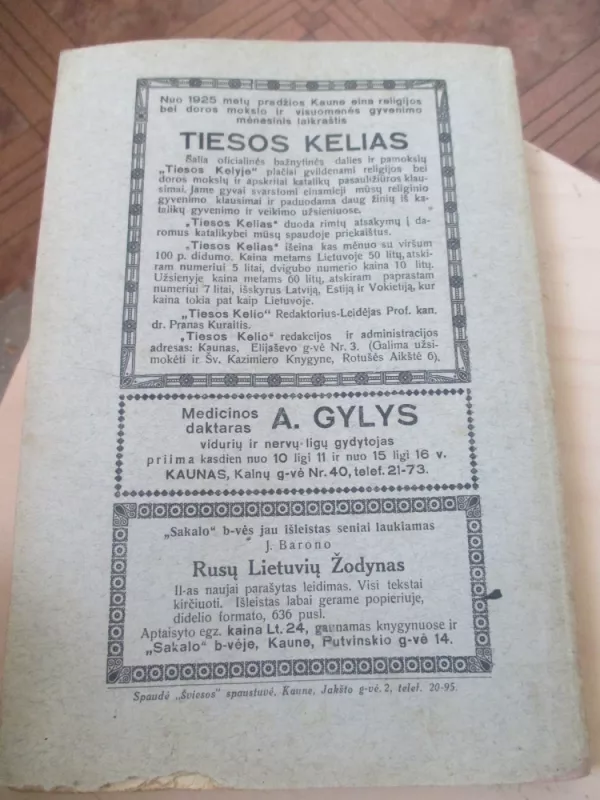 Nuo 1925 metų pradžios Kaune eina religijos
bei doros mokslo ir visuomenės gyvenimo
mėnesinis laikraštis
TIESOS KELIAS
Šalia oficialinės bažnytinės dalies ir pamokslų
„Tiesos Kelyje" plačiai gvildenami religijos bei
doros mokslų ir apskritai katalikų pasaulėžiūros klau-
simai. Jame gyvai svarstomi einamieji mūsų religinio
gyvenimo klausimai ir paduodama daug žinių iš ka-
talikų gyvenimo ir veikimo užsieniuose.
„Tiesos Kelias" duoda rimtų atsakymų į da-
romus katalikybei mūsų spaudoje priekaištus.
„Tiesos Kelias" išeina kas mėnuo su viršum
100 p. didumo. Kaina metams Lietuvoje 50 litų, atski-
ram numeriui 5 litai, dvigubo numerio kaina 10 litų.
Užsienyje kaina metams 60 litų, atskiram paprastam
numeriui 7 litai, išskyrus Latviją, Estiją ir Vokietiją, kur
kaina tokia pat kaip Lietuvoje.
„Tiesos Kelio" Redaktorius-Leidėjas Prof. kan.
dr. Pranas Kuraitis.
„Tiesos Kelio" redakcijos ir administracijos
adresas: Kaunas, Elijaševo g-vė Nr. 3. (Galima užsi-
mokėti ir Šv. Kazimiero Knygyne, Rotušės Aikštė 6).
Medicinos
daktaras A. GYLYS
vidurių ir nervų ligų gydytojas
priima kasdien nuo 10 ligi 11 ir nuo 15 ligi 16 v.
KAUNAS, Kalnų g-vė Nr. 40, telef. 21-73.
„Sakalo" b-vės jau išleistas seniai laukiamas
J. Barono
Rusų Lietuvių Žodynas
II-as naujai parašytas leidimas. Visi tekstai
kirčiuoti. Išleistas labai gerame popieriuje,
didelio formato, 636 pusl.
Aptaisyto egz. kaina Lt. 24, gaunamas knygynuose ir
„Sakalo" b-vėje, Kaune, Putvinskio g-vė 14.
Spaudė „Šviesos" spaustuvė, Kaune, Jakšto g-vė. 2, telef. 20-95.